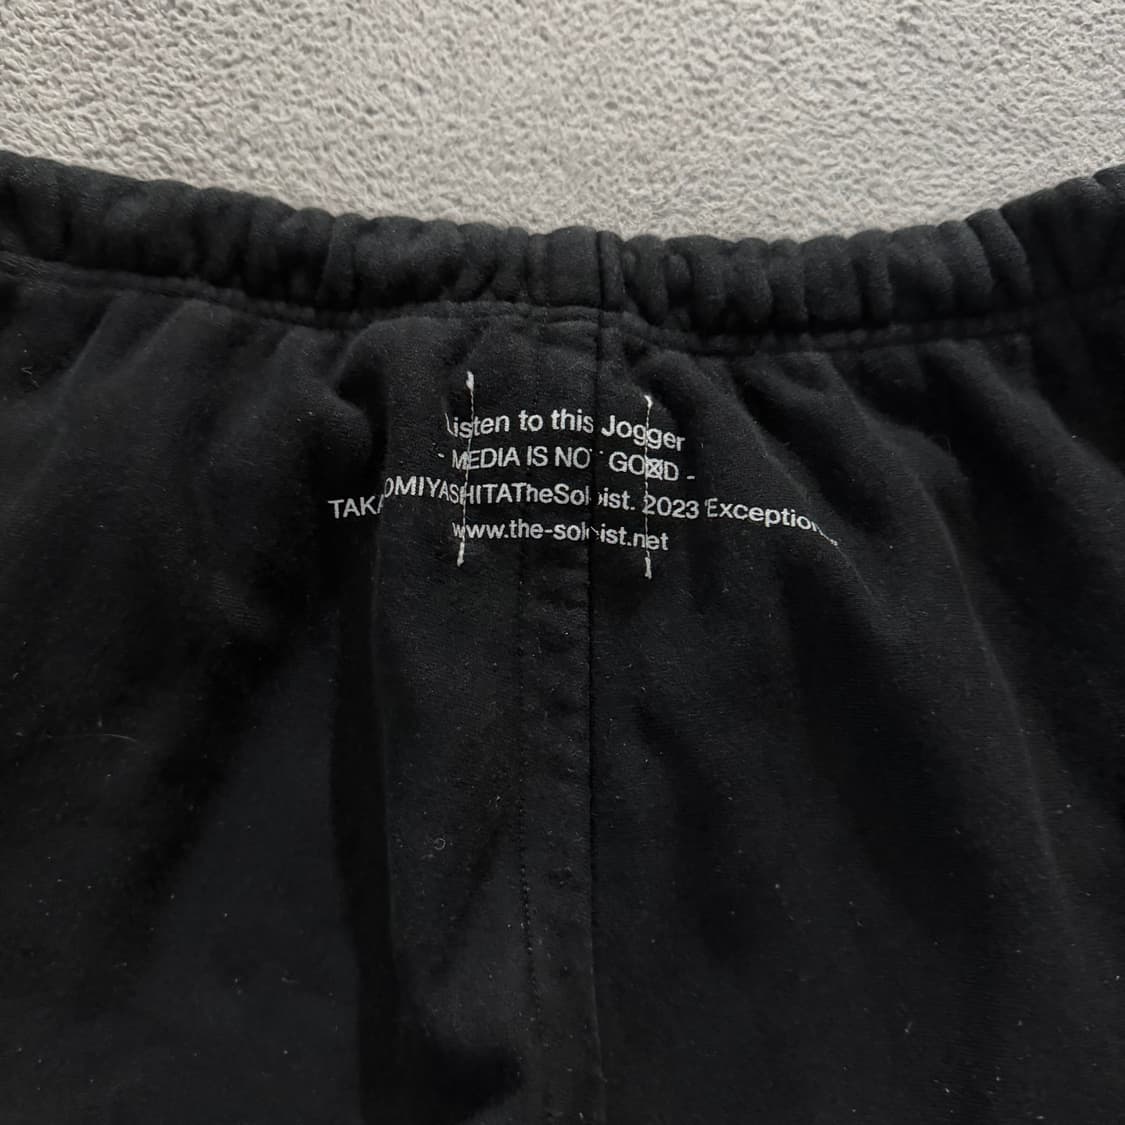 Listen to this Jogger
- MEDIA IS NOT GOOD -
TAKAHIROMIYASHITATheSoloist. 2023 Exception
www.the-soloist.net